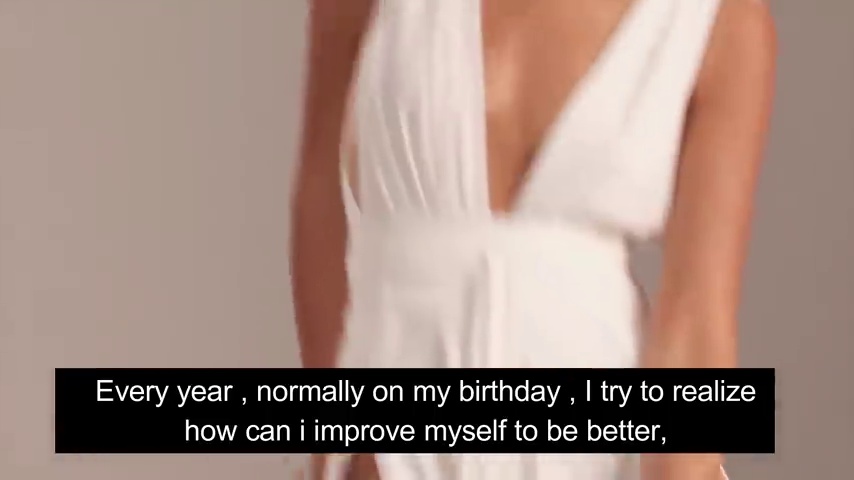 Every year , normally on my birthday , I try to realize
how can i improve myself to be better,